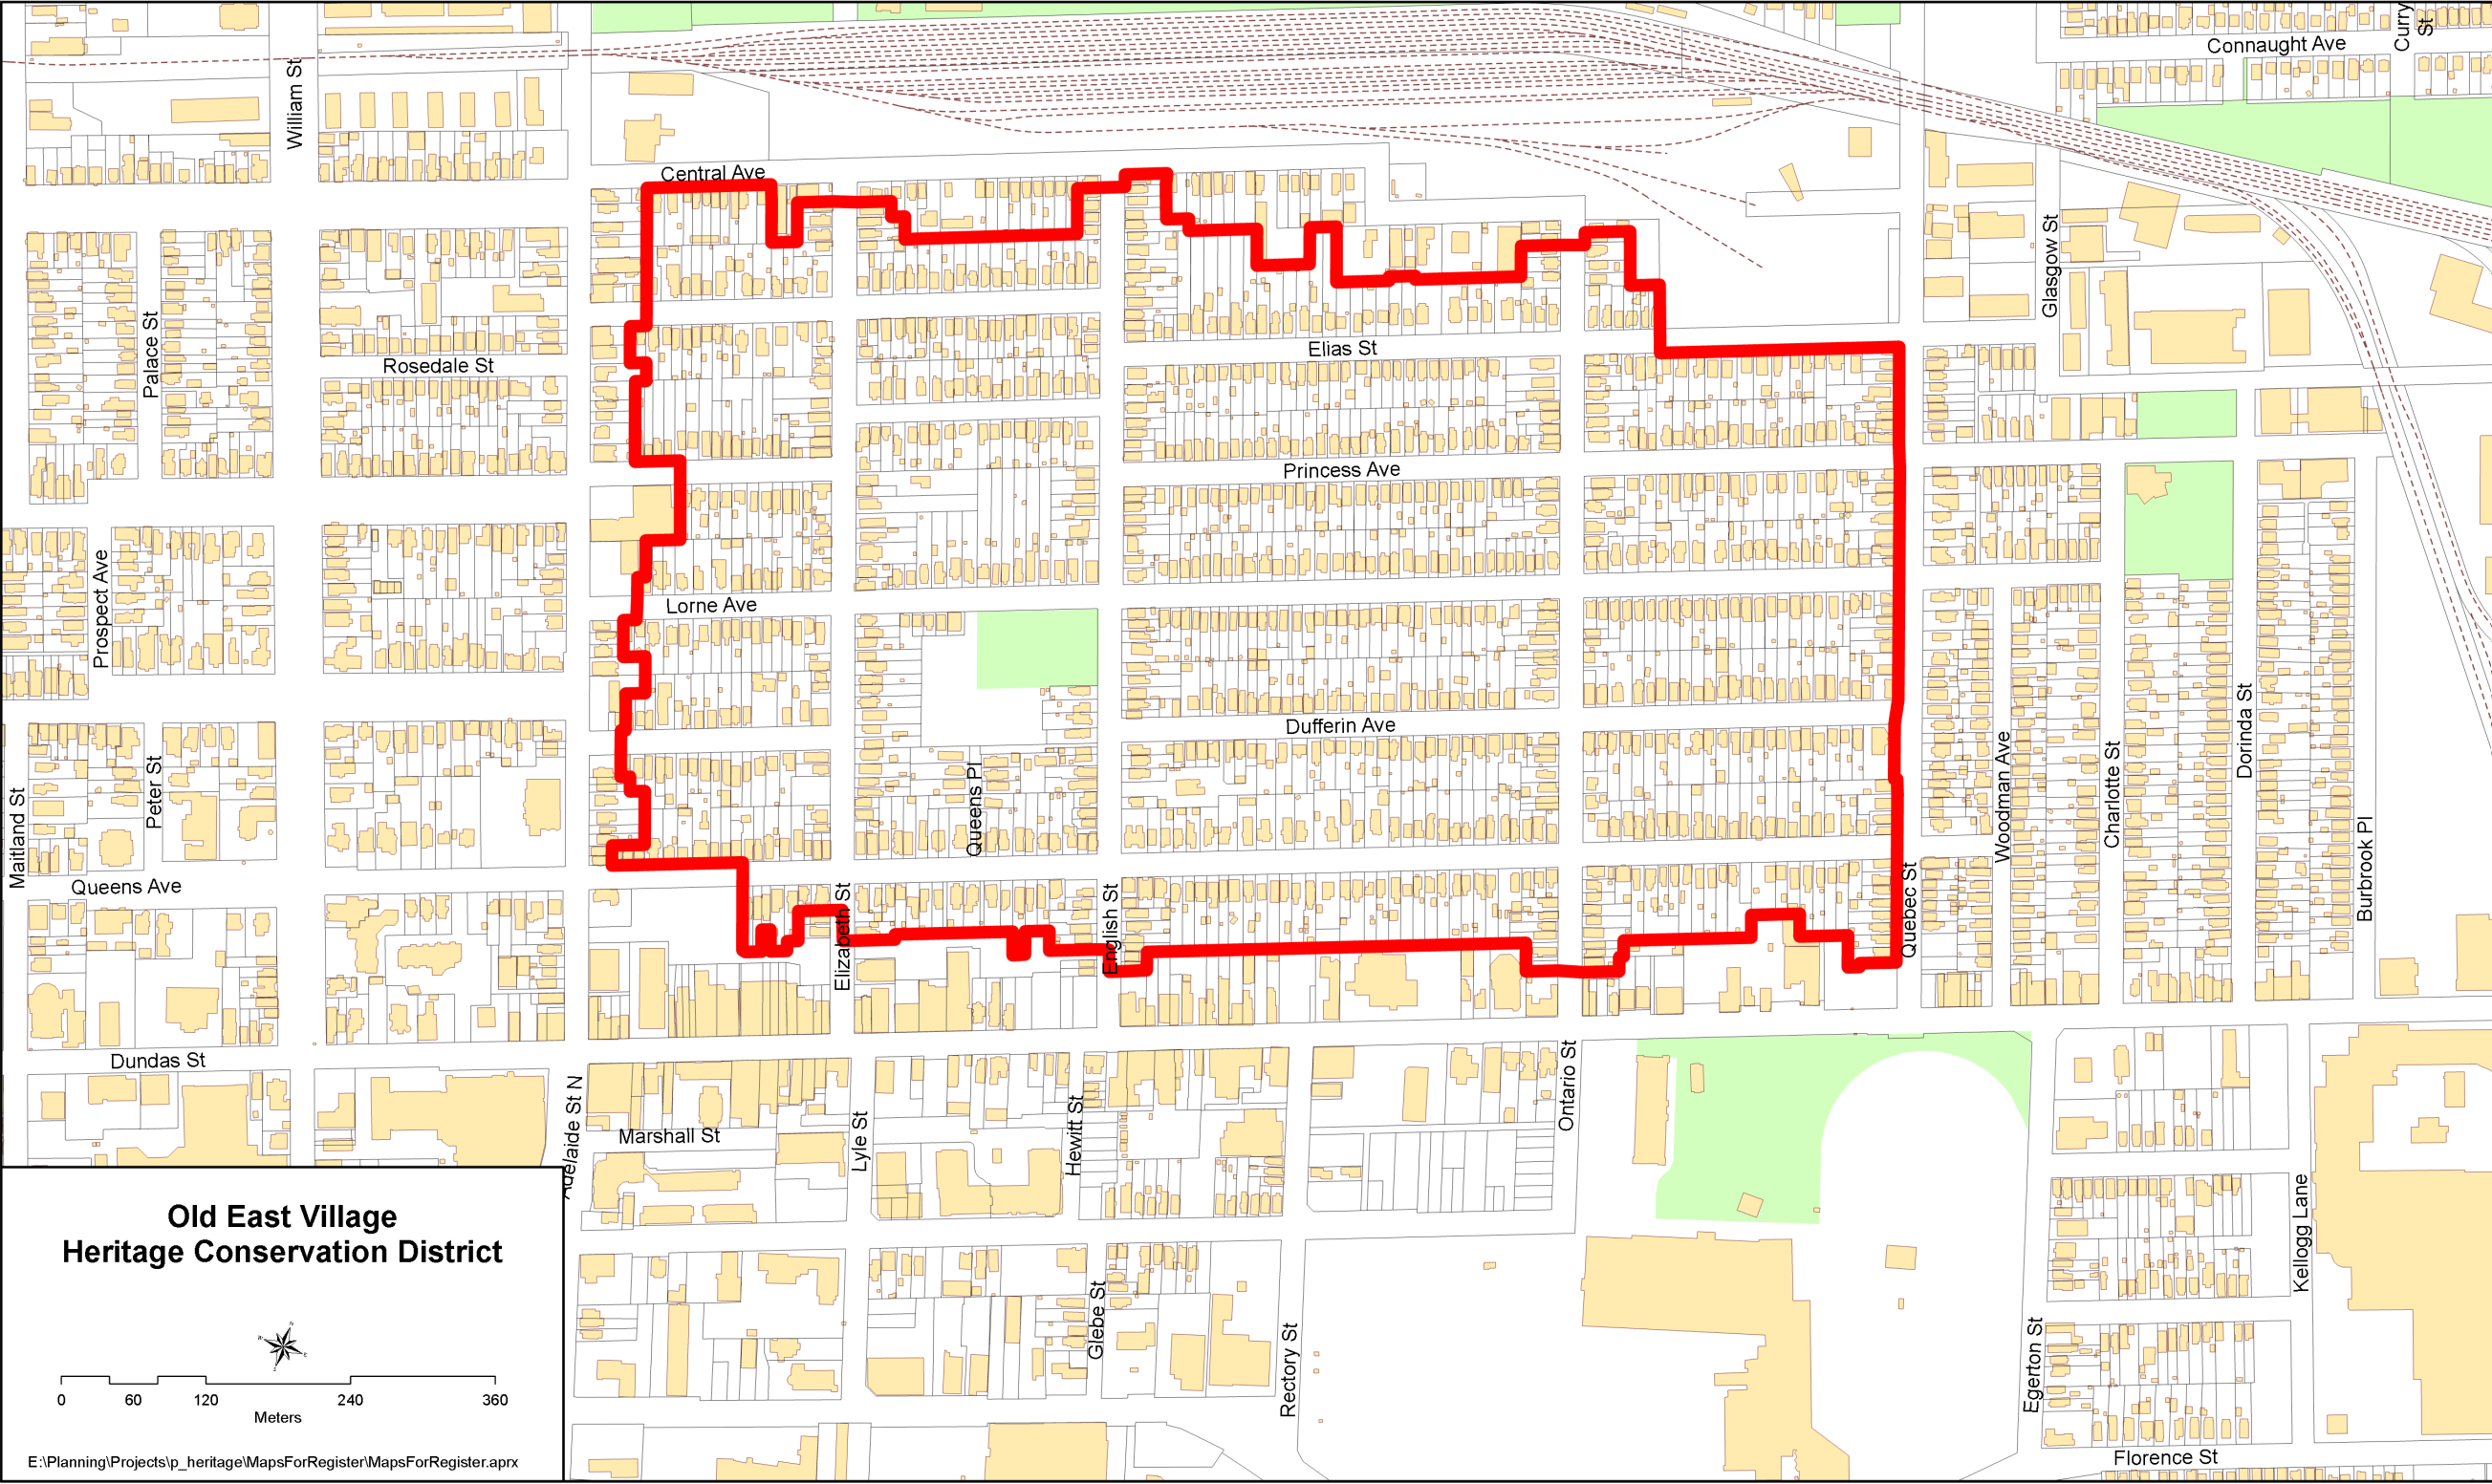 Curry
St
Connaught Ave
William St
Central Ave
Glasgow St
Palace St
Elias St
Rosedale St
Princess Ave
Prospect Ave
Lorne Ave
Dufferin Ave
Dorinda St
Woodman Ave
Charlotte St
Peter St
Queens Pl
Maitland St
Burbrook Pl
Queens Ave
Elizabeth St
English St
Quebec St
Dundas St
Adelaide St N
Ontario St
Marshall St
Lyle St
Hewitt St
Kellogg Lane
Glebe St
Rectory St
Egerton St
Florence St
Old East Village
Heritage Conservation District
0 60 120 240 360
Meters
E:\Planning\Projects\p_heritage\MapsForRegister\MapsForRegister.aprx